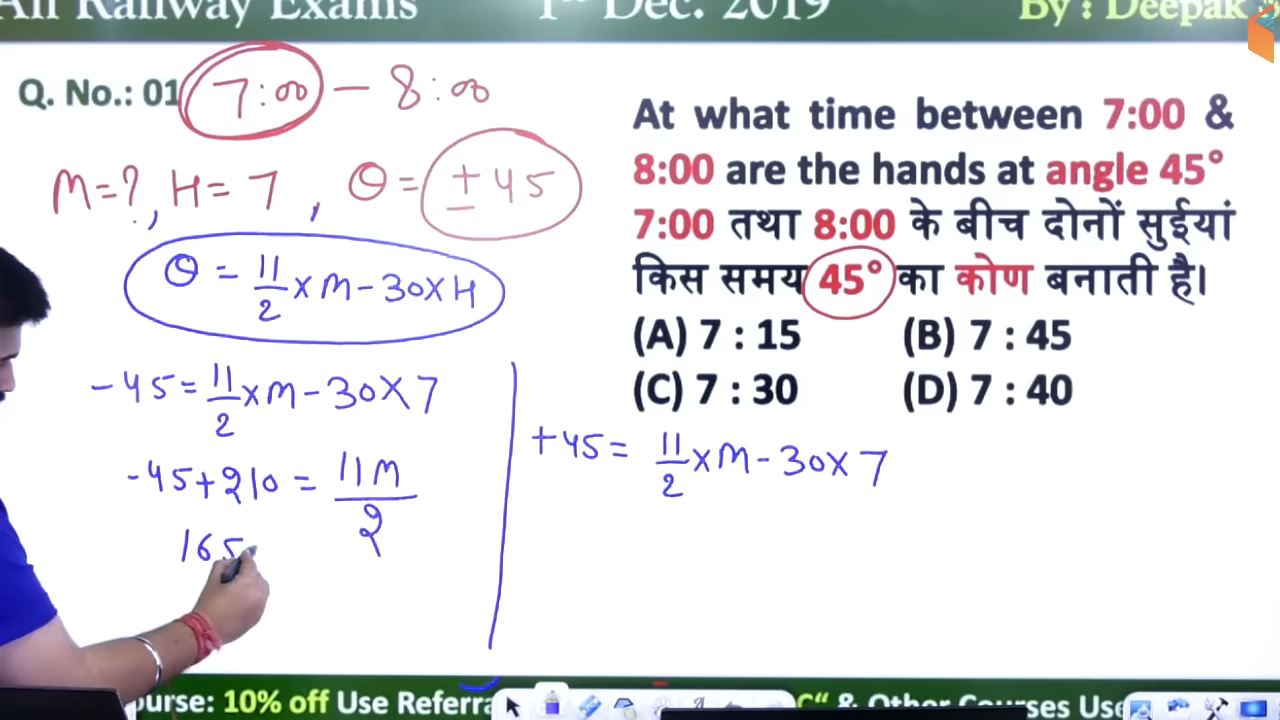 All Railway Exams 1st Dec. 2019 By : Deepak
Q. No.: 01 7:00 - 8:00
M=?, H= 7, θ = ±45
θ = 11/2 × M - 30 × H
-45 = 11/2 × M - 30 × 7
-45 + 210 = 11M/2
165
At what time between 7:00 &
8:00 are the hands at angle 45°
7:00 तथा 8:00 के बीच दोनों सुईयां
किस समय 45° का कोण बनाती है।
(A) 7 : 15 (B) 7 : 45
(C) 7 : 30 (D) 7 : 40
+45 = 11/2 × M - 30 × 7
urse: 10% off Use Referra C“ & Other Courses Use